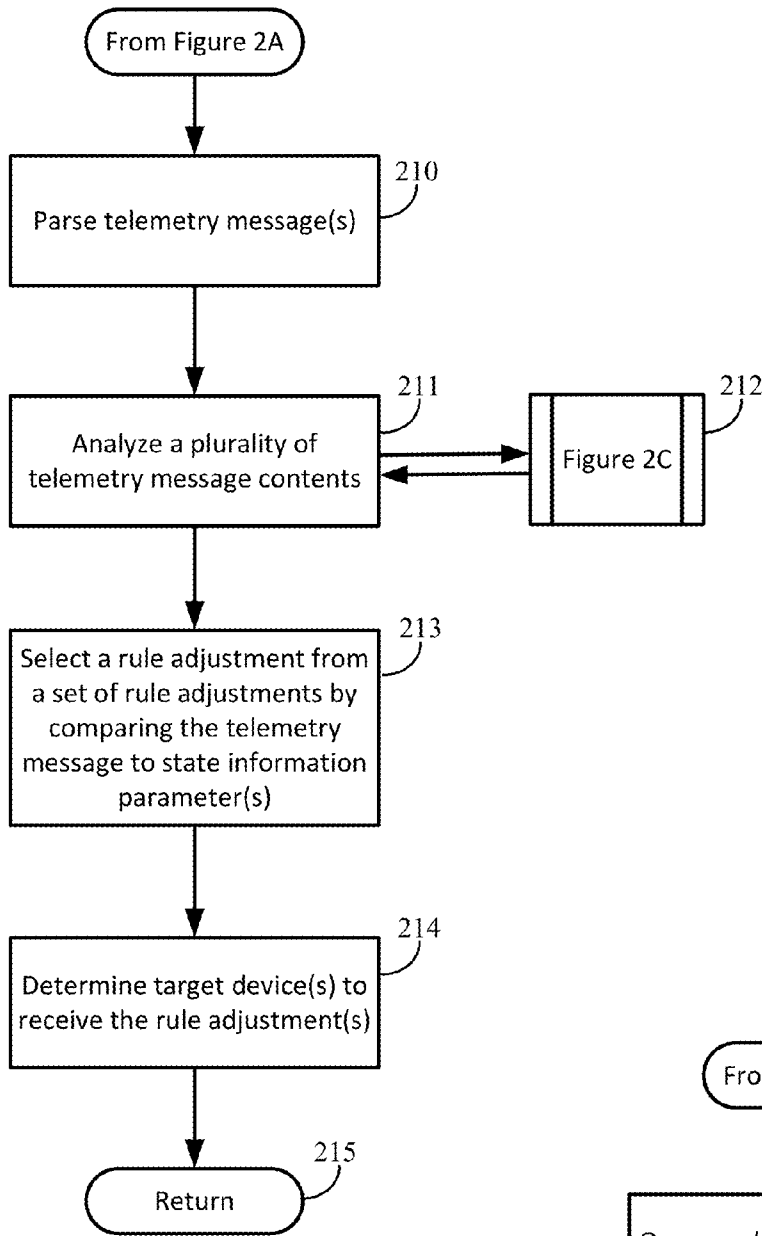 From Figure 2A
210
Parse telemetry message(s)
211
Analyze a plurality of
telemetry message contents
212
Figure 2C
213
Select a rule adjustment from
a set of rule adjustments by
comparing the telemetry
message to state information
parameter(s)
214
Determine target device(s) to
receive the rule adjustment(s)
215
Return